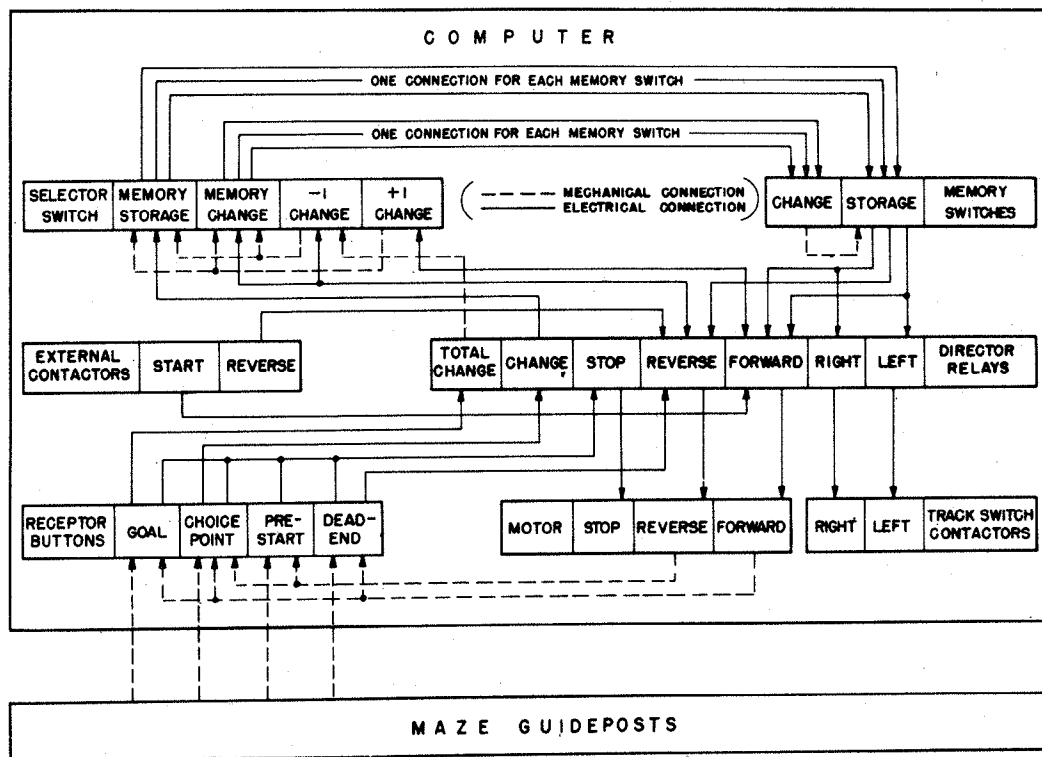 COMPUTER
ONE CONNECTION FOR EACH MEMORY SWITCH
ONE CONNECTION FOR EACH MEMORY SWITCH
SELECTOR
SWITCH
MEMORY
STORAGE
MEMORY
CHANGE
-1
CHANGE
+1
CHANGE
MECHANICAL CONNECTION
ELECTRICAL CONNECTION
CHANGE
STORAGE
MEMORY
SWITCHES
EXTERNAL
CONTACTORS
START
REVERSE
TOTAL
CHANGE
CHANGE
STOP
REVERSE
FORWARD
RIGHT
LEFT
DIRECTOR
RELAYS
RECEPTOR
BUTTONS
GOAL
CHOICE
POINT
PRE-
START
DEAD-
END
MOTOR
STOP
REVERSE
FORWARD
RIGHT
LEFT
TRACK SWITCH
CONTACTORS
MAZE GUIDEPOSTS